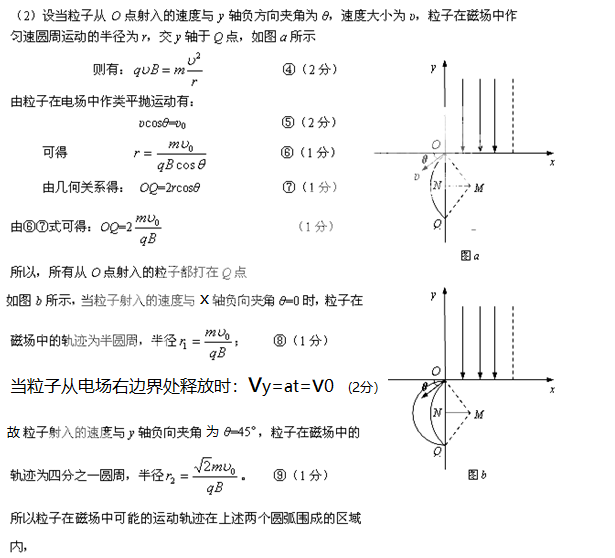 （2）设当粒子从 O 点射入的速度与 y 轴负方向夹角为 θ，速度大小为 υ，粒子在磁场中作
匀速圆周运动的半径为 r，交 y 轴于 Q 点，如图 a 所示
则有：qυB = m υ²/r ④（2 分）
由粒子在电场中作类平抛运动有：
υcosθ=υ0 ⑤（2 分）
可得 r = mυ0/(qB cosθ) ⑥（1 分）
由几何关系得：OQ=2rcosθ ⑦（1 分）
由⑥⑦式可得：OQ=2 mυ0/qB （1 分）
所以，所有从 O 点射入的粒子都打在 Q 点
如图 b 所示，当粒子射入的速度与 X 轴负向夹角 θ=0 时，粒子在
磁场中的轨迹为半圆周，半径 r1 = mυ0/qB； ⑧（1 分）
当粒子从电场右边界处释放时：Vy=at=V0 （2分）
故 粒子射入的速度与 y 轴负向夹角 为 θ=45°，粒子在磁场中的
轨迹为四分之一圆周，半径 r2 = √2mυ0/qB。 ⑨（1 分）
所以粒子在磁场中可能的运动轨迹在上述两个圆弧围成的区域
内，
y
O
x
θ
υ
N
M
Q
图 a
y
O
x
θ
N
M
Q
图 b